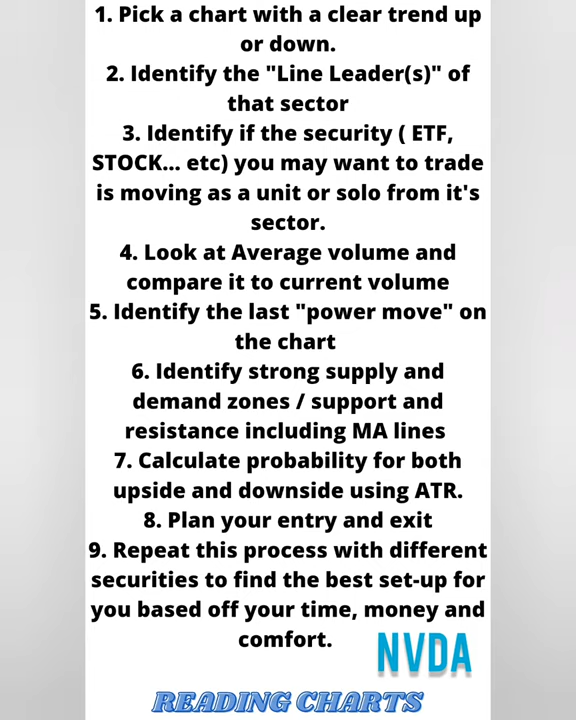 1. Pick a chart with a clear trend up
or down.
2. Identify the "Line Leader(s)" of
that sector
3. Identify if the security ( ETF,
STOCK... etc) you may want to trade
is moving as a unit or solo from it's
sector.
4. Look at Average volume and
compare it to current volume
5. Identify the last "power move" on
the chart
6. Identify strong supply and
demand zones / support and
resistance including MA lines
7. Calculate probability for both
upside and downside using ATR.
8. Plan your entry and exit
9. Repeat this process with different
securities to find the best set-up for
you based off your time, money and
comfort.
NVDA
READING CHARTS